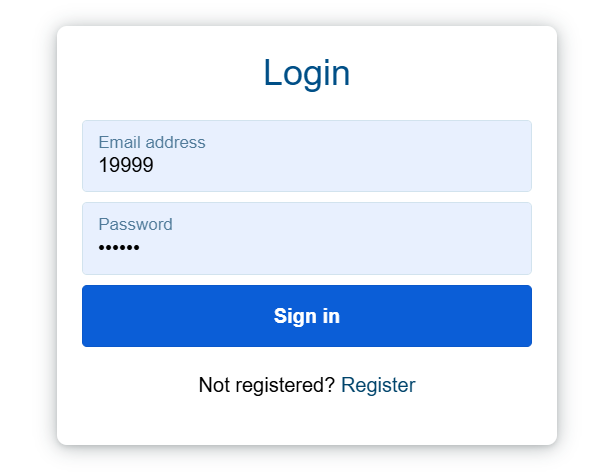 Login
Email address
19999
Password
••••••
Sign in
Not registered? Register